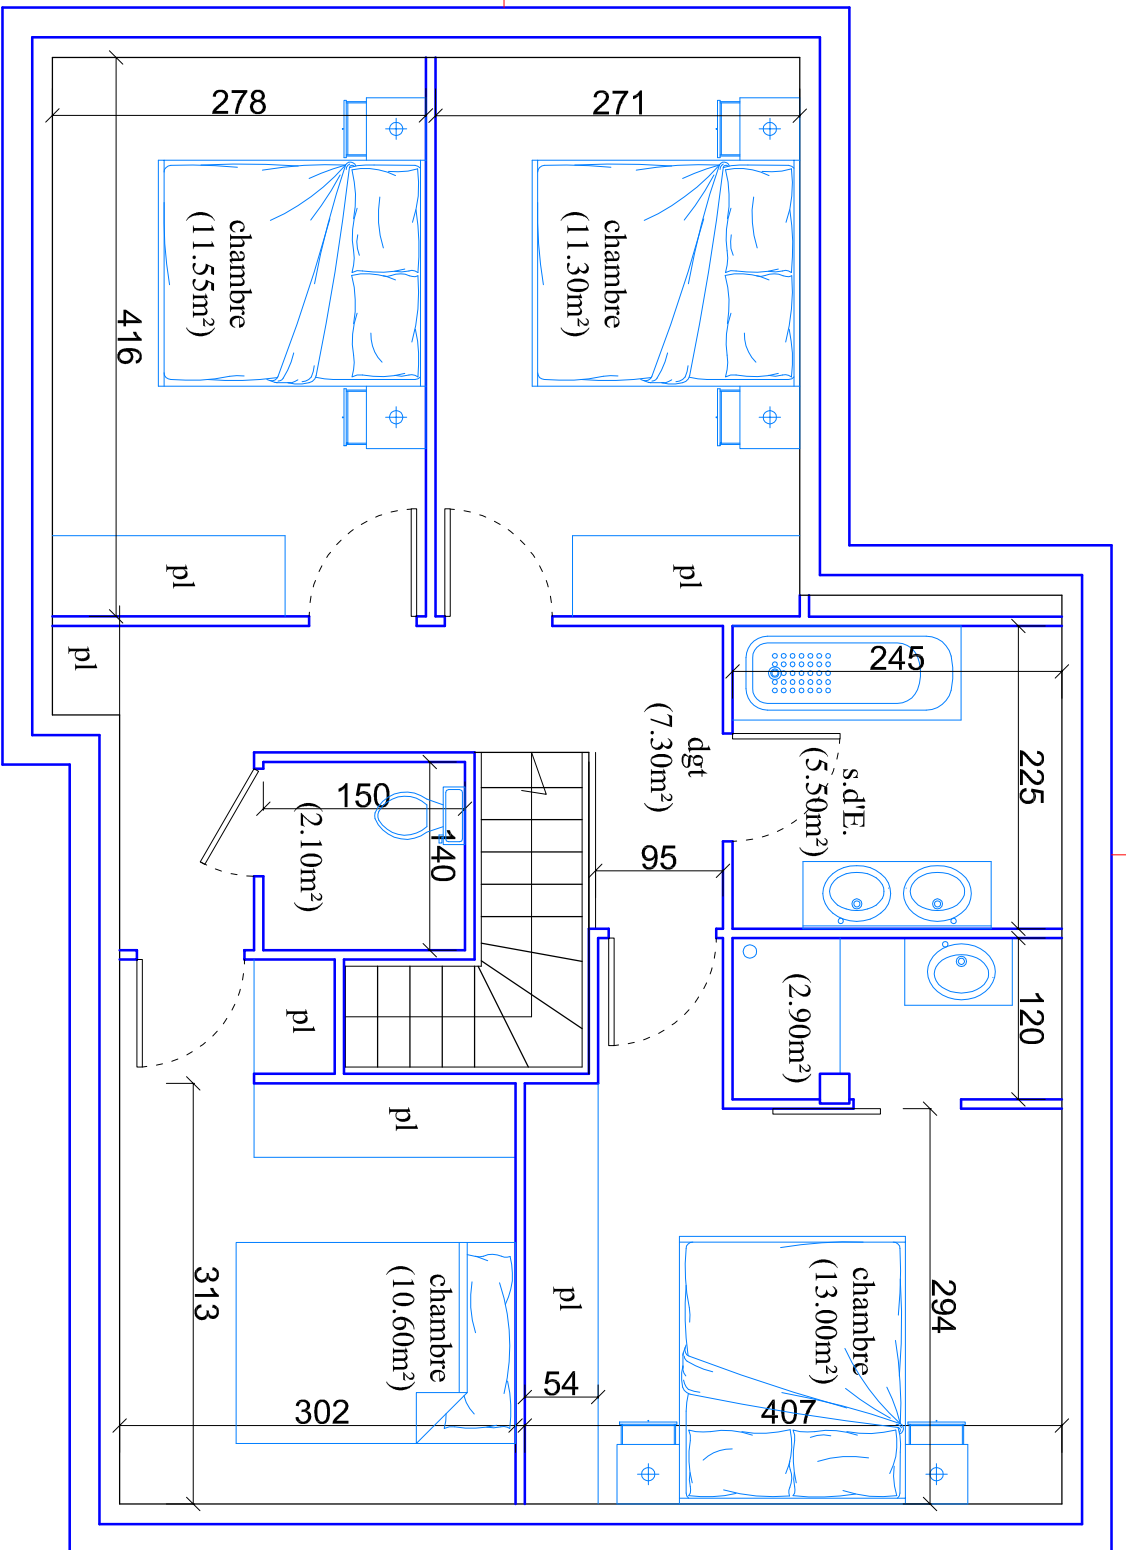 278
271
chambre
(11.55m²)
chambre
(11.30m²)
416
pl
pl
pl
245
dgt
(7.30m²)
s.d'E.
(5.50m²)
225
150
140
(2.10m²)
95
pl
(2.90m²)
120
pl
313
chambre
(10.60m²)
pl
chambre
(13.00m²)
294
54
302
407